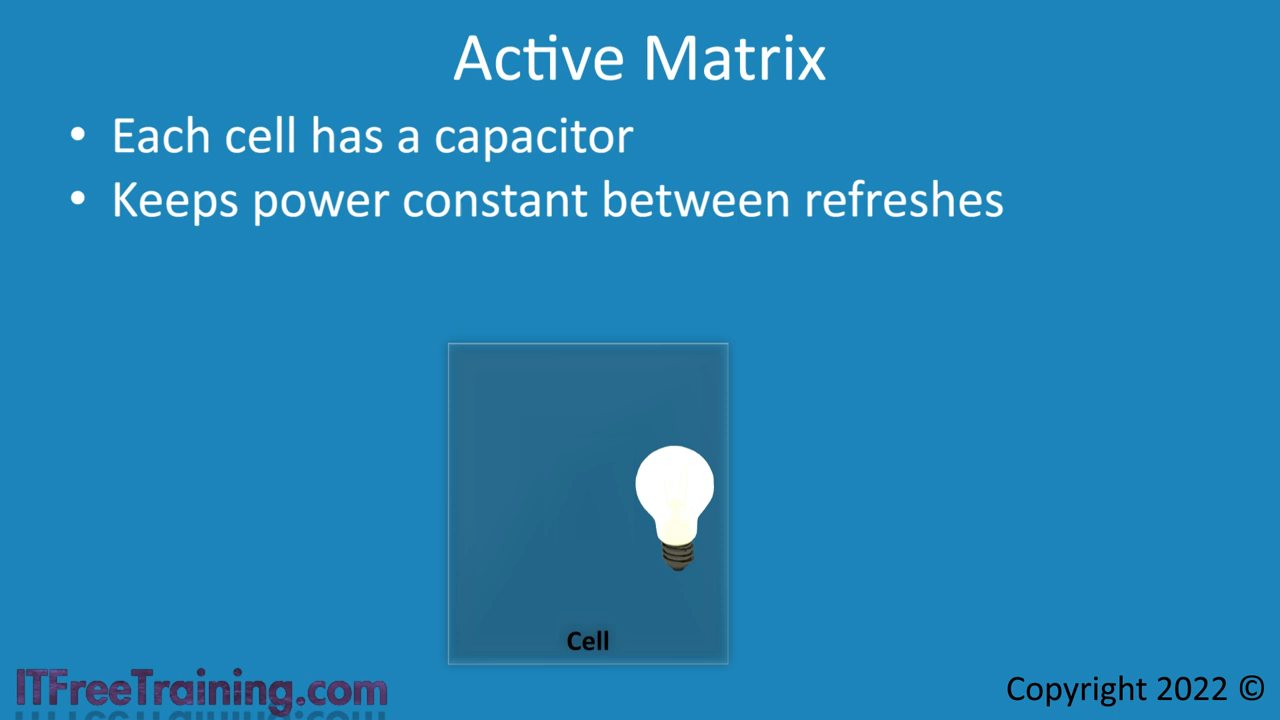 Active Matrix
• Each cell has a capacitor
• Keeps power constant between refreshes
Cell
ITFreeTraining.com
Copyright 2022 ©